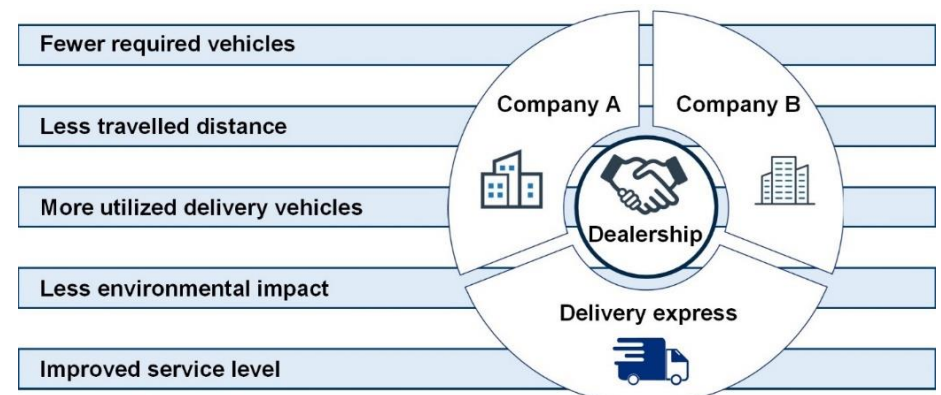 Fewer required vehicles
Less travelled distance
More utilized delivery vehicles
Less environmental impact
Improved service level
Company A
Company B
Dealership
Delivery express